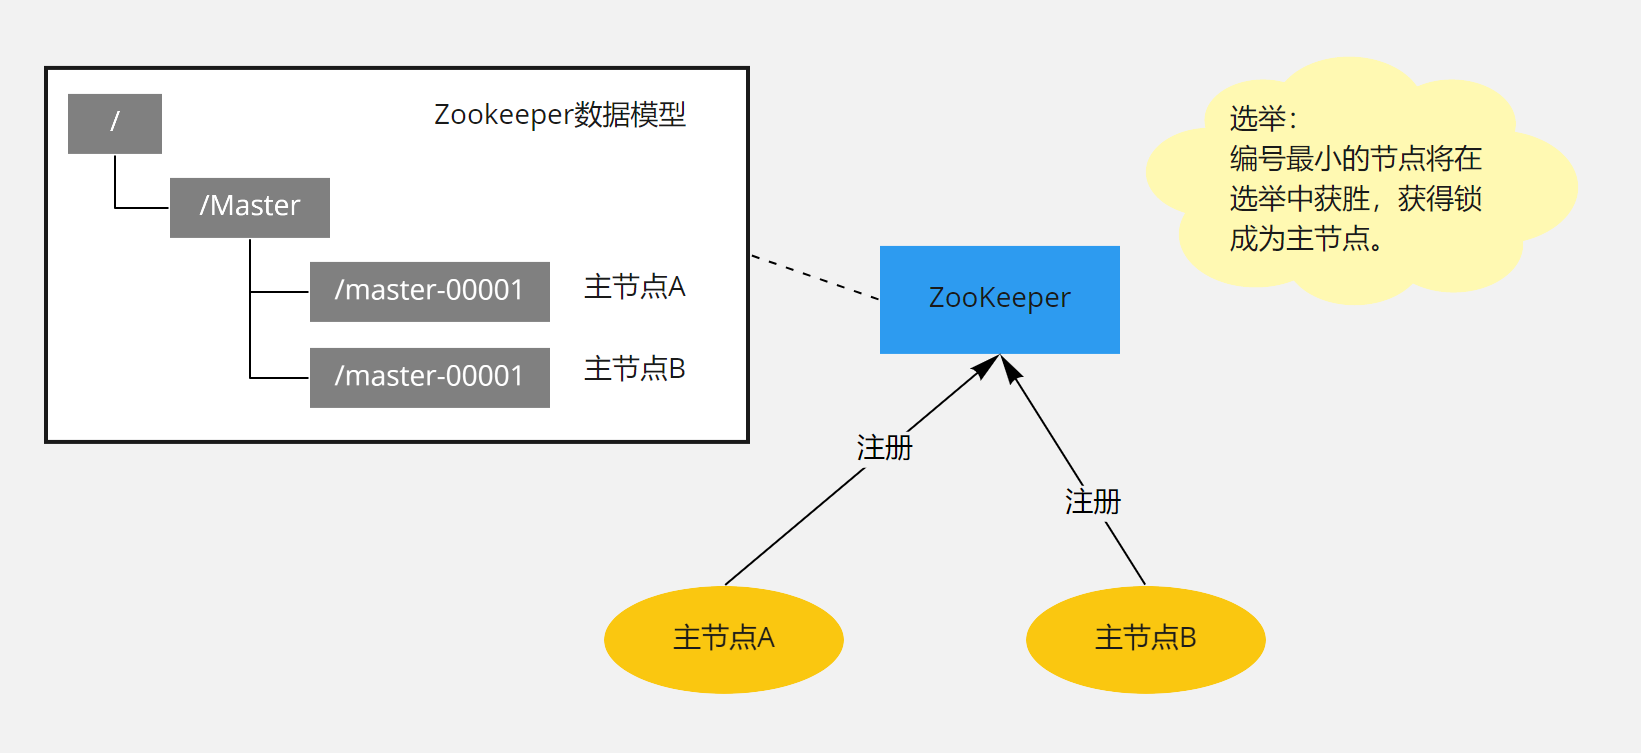 /
Zookeeper数据模型
/Master
/master-00001
主节点A
/master-00001
主节点B
选举：
编号最小的节点将在
选举中获胜，获得锁
成为主节点。
ZooKeeper
注册
注册
主节点A
主节点B